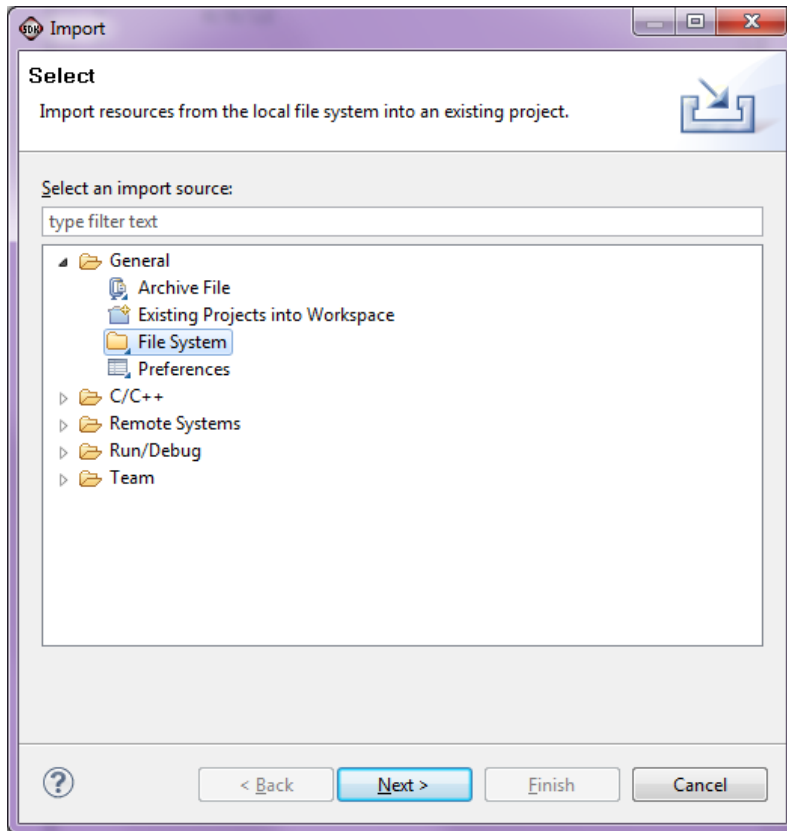 SDK Import
Select
Import resources from the local file system into an existing project.
Select an import source:
type filter text
General
Archive File
Existing Projects into Workspace
File System
Preferences
C/C++
Remote Systems
Run/Debug
Team
? < Back Next > Finish Cancel